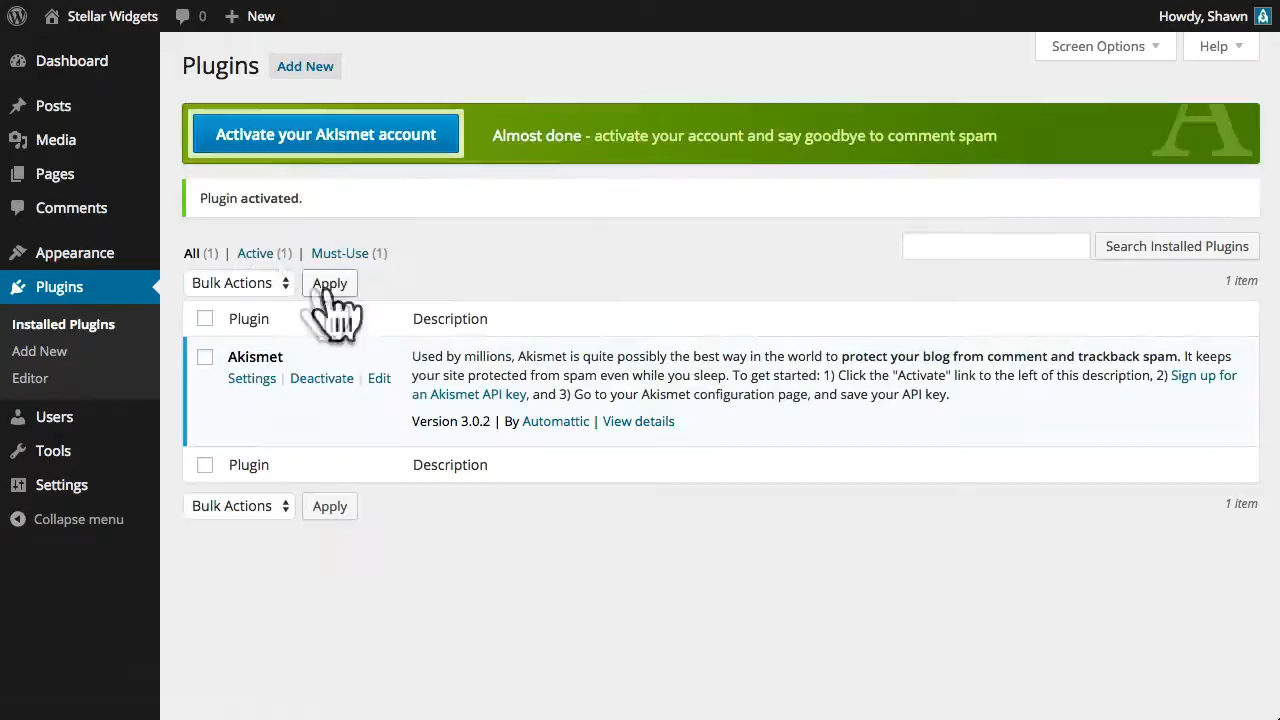 Stellar Widgets 0 New Howdy, Shawn
Screen Options Help
Dashboard
Posts
Media
Pages
Comments
Appearance
Plugins
Installed Plugins
Add New
Editor
Users
Tools
Settings
Collapse menu
Plugins Add New
Activate your Akismet account Almost done - activate your account and say goodbye to comment spam
Plugin activated.
All (1) | Active (1) | Must-Use (1)
Search Installed Plugins
Bulk Actions Apply
1 item
Plugin Description
Akismet
Settings | Deactivate | Edit
Used by millions, Akismet is quite possibly the best way in the world to protect your blog from comment and trackback spam. It keeps
your site protected from spam even while you sleep. To get started: 1) Click the "Activate" link to the left of this description, 2) Sign up for
an Akismet API key, and 3) Go to your Akismet configuration page, and save your API key.
Version 3.0.2 | By Automattic | View details
Plugin Description
Bulk Actions Apply
1 item